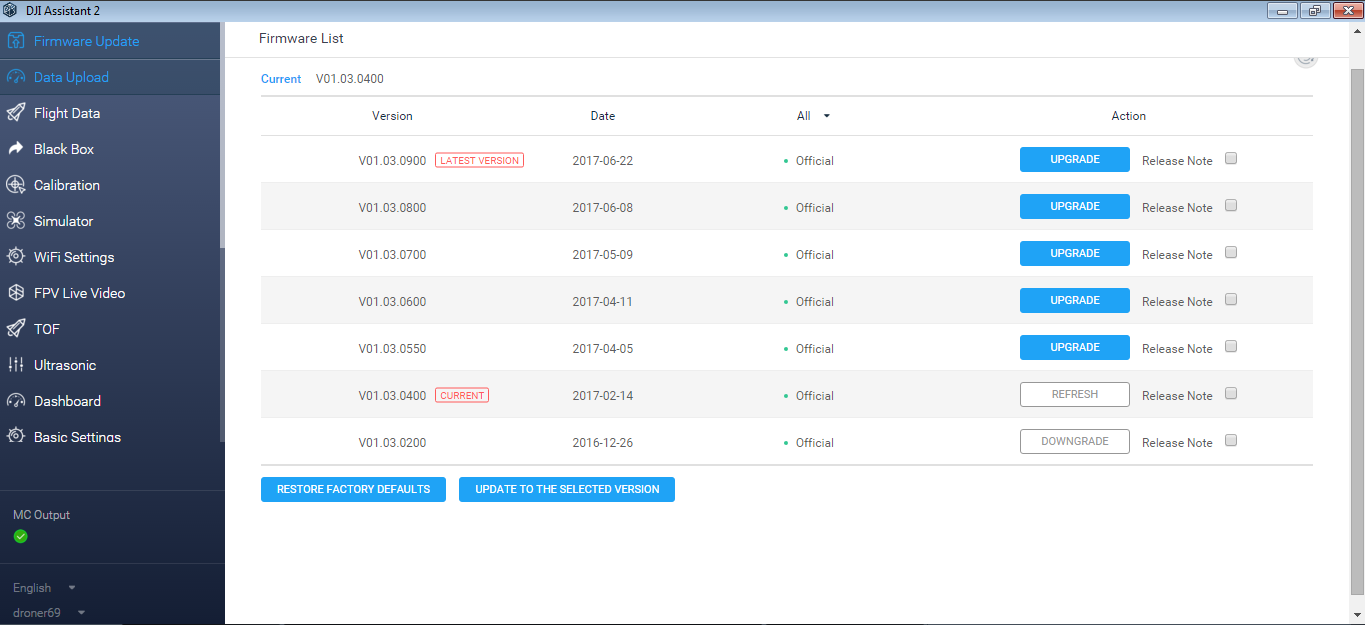 DJI Assistant 2
Firmware Update
Data Upload
Flight Data
Black Box
Calibration
Simulator
WiFi Settings
FPV Live Video
TOF
Ultrasonic
Dashboard
Basic Settings
MC Output
English
droner69
Firmware List
Current V01.03.0400
Version Date All Action
V01.03.0900 LATEST VERSION 2017-06-22 Official UPGRADE Release Note
V01.03.0800 2017-06-08 Official UPGRADE Release Note
V01.03.0700 2017-05-09 Official UPGRADE Release Note
V01.03.0600 2017-04-11 Official UPGRADE Release Note
V01.03.0550 2017-04-05 Official UPGRADE Release Note
V01.03.0400 CURRENT 2017-02-14 Official REFRESH Release Note
V01.03.0200 2016-12-26 Official DOWNGRADE Release Note
RESTORE FACTORY DEFAULTS UPDATE TO THE SELECTED VERSION